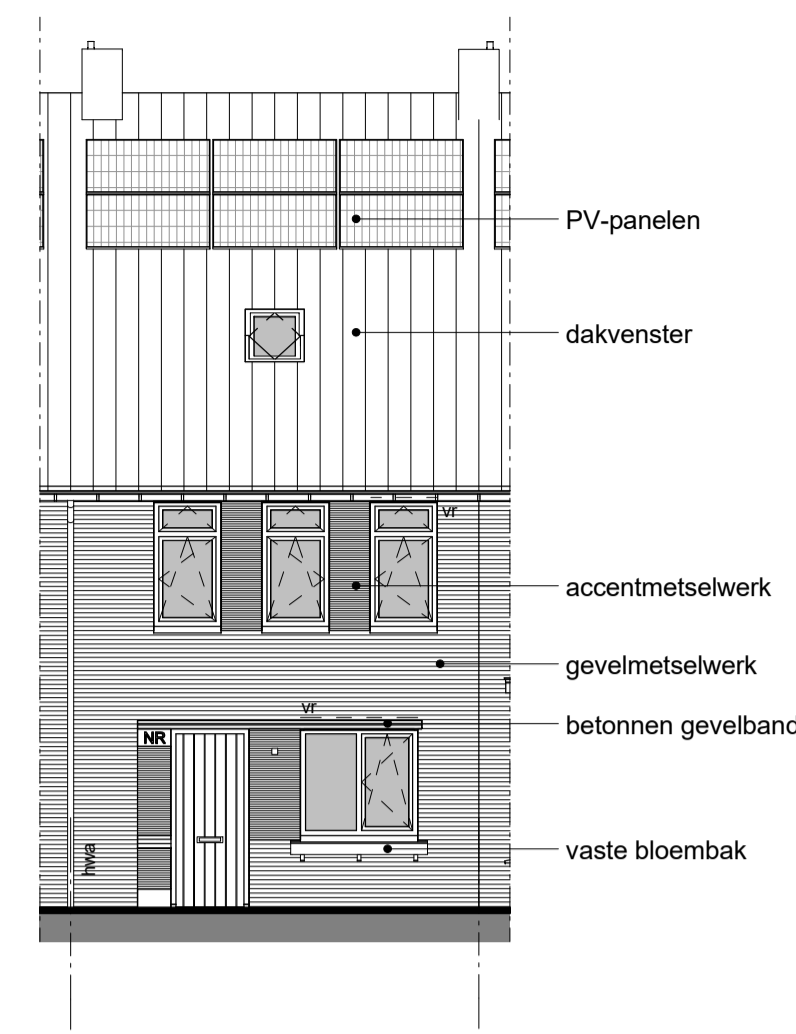 PV-panelen
dakvenster
vr
accentmetselwerk
gevelmetselwerk
vr
betonnen gevelband
NR
hwa
vaste bloembak